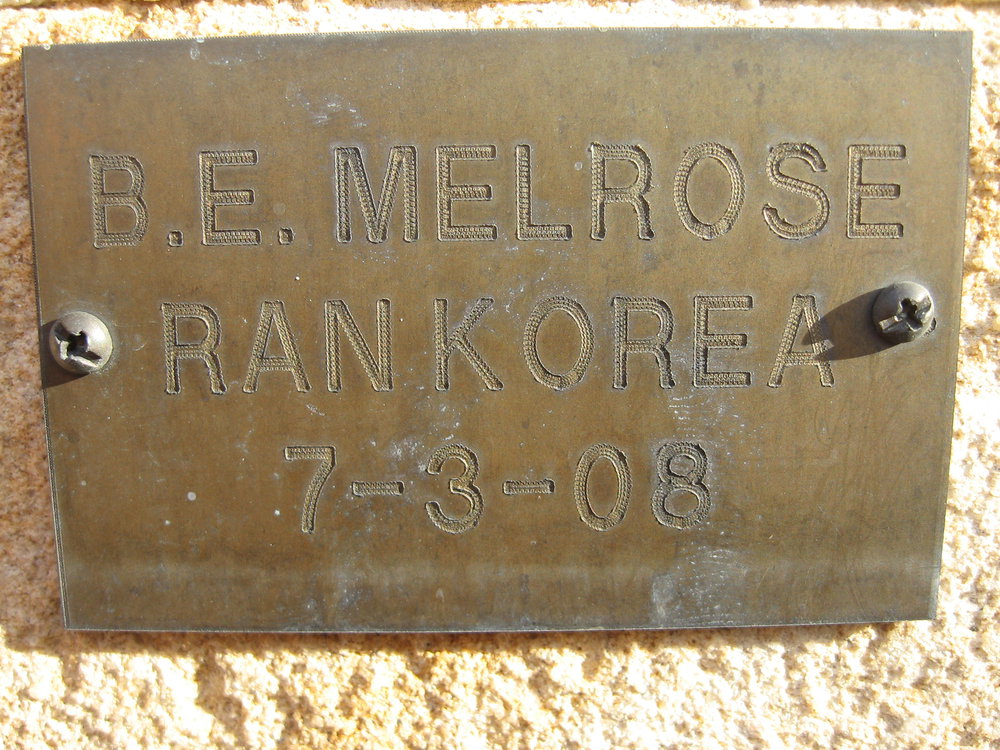 B.E. MELROSE
RAN KOREA
7-3-08